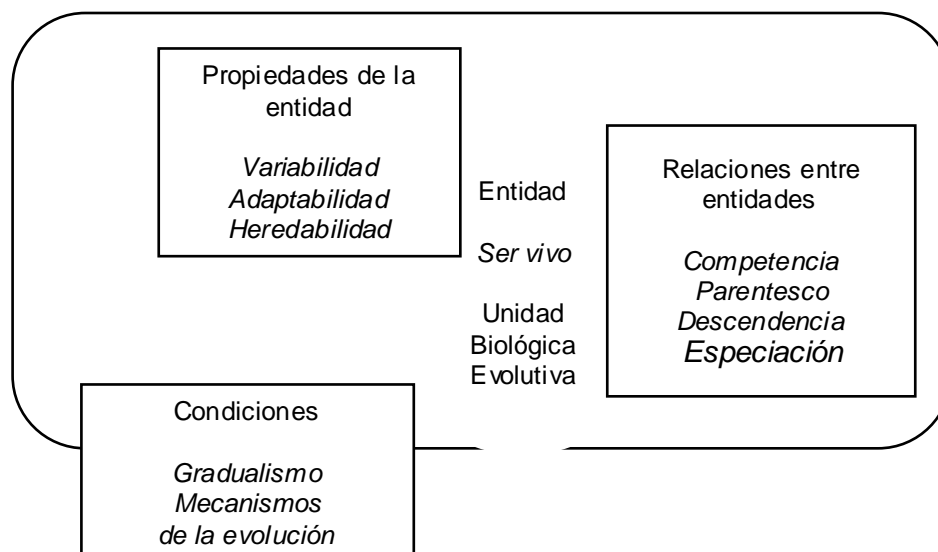 Propiedades de la
entidad
Variabilidad
Adaptabilidad
Heredabilidad
Entidad
Ser vivo
Unidad
Biológica
Evolutiva
Relaciones entre
entidades
Competencia
Parentesco
Descendencia
Especiación
Condiciones
Gradualismo
Mecanismos
de la evolución